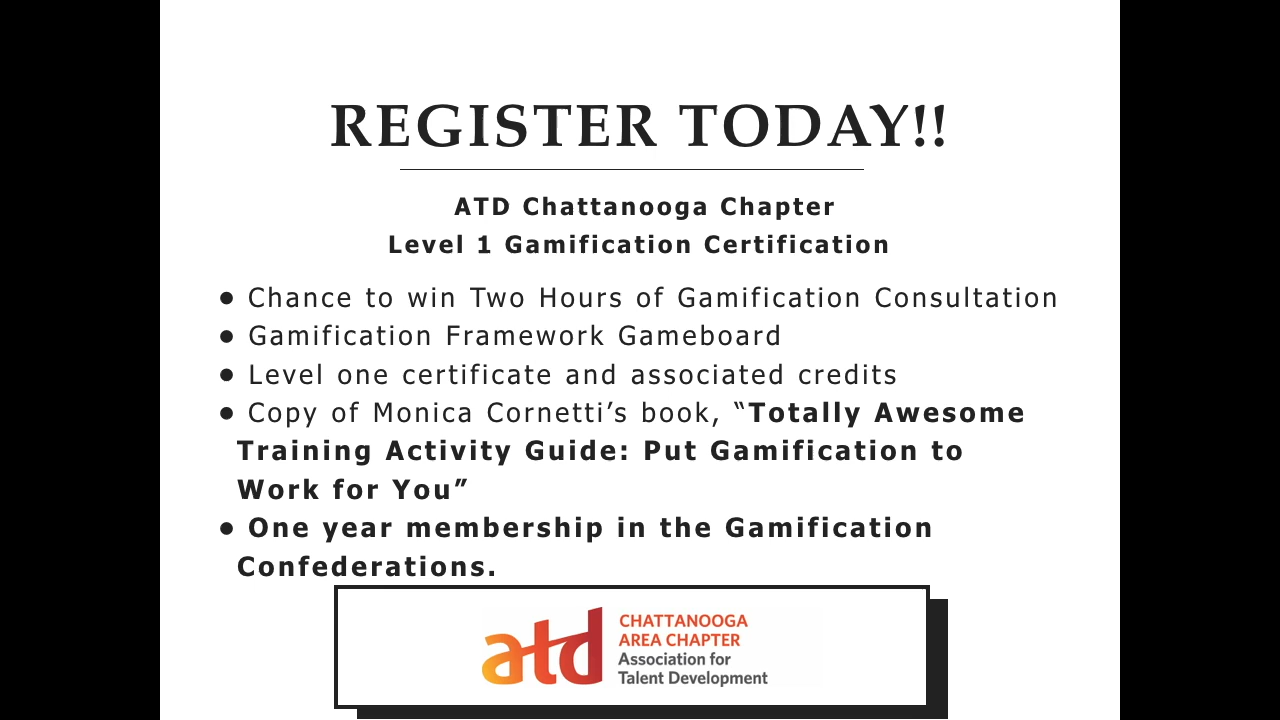 REGISTER TODAY!!
ATD Chattanooga Chapter
Level 1 Gamification Certification
● Chance to win Two Hours of Gamification Consultation
● Gamification Framework Gameboard
● Level one certificate and associated credits
● Copy of Monica Cornetti’s book, “Totally Awesome
Training Activity Guide: Put Gamification to
Work for You”
● One year membership in the Gamification
Confederations.
atd
CHATTANOOGA
AREA CHAPTER
Association for
Talent Development